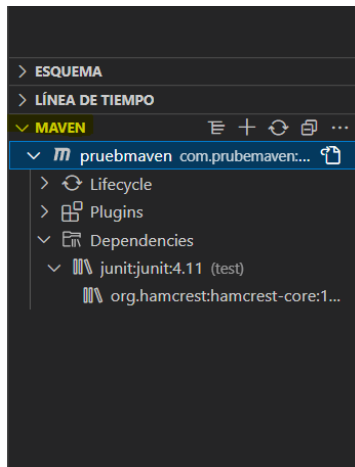 ESQUEMA
LÍNEA DE TIEMPO
MAVEN
pruebmaven com.prubemaven:...
Lifecycle
Plugins
Dependencies
junit:junit:4.11 (test)
org.hamcrest:hamcrest-core:1...